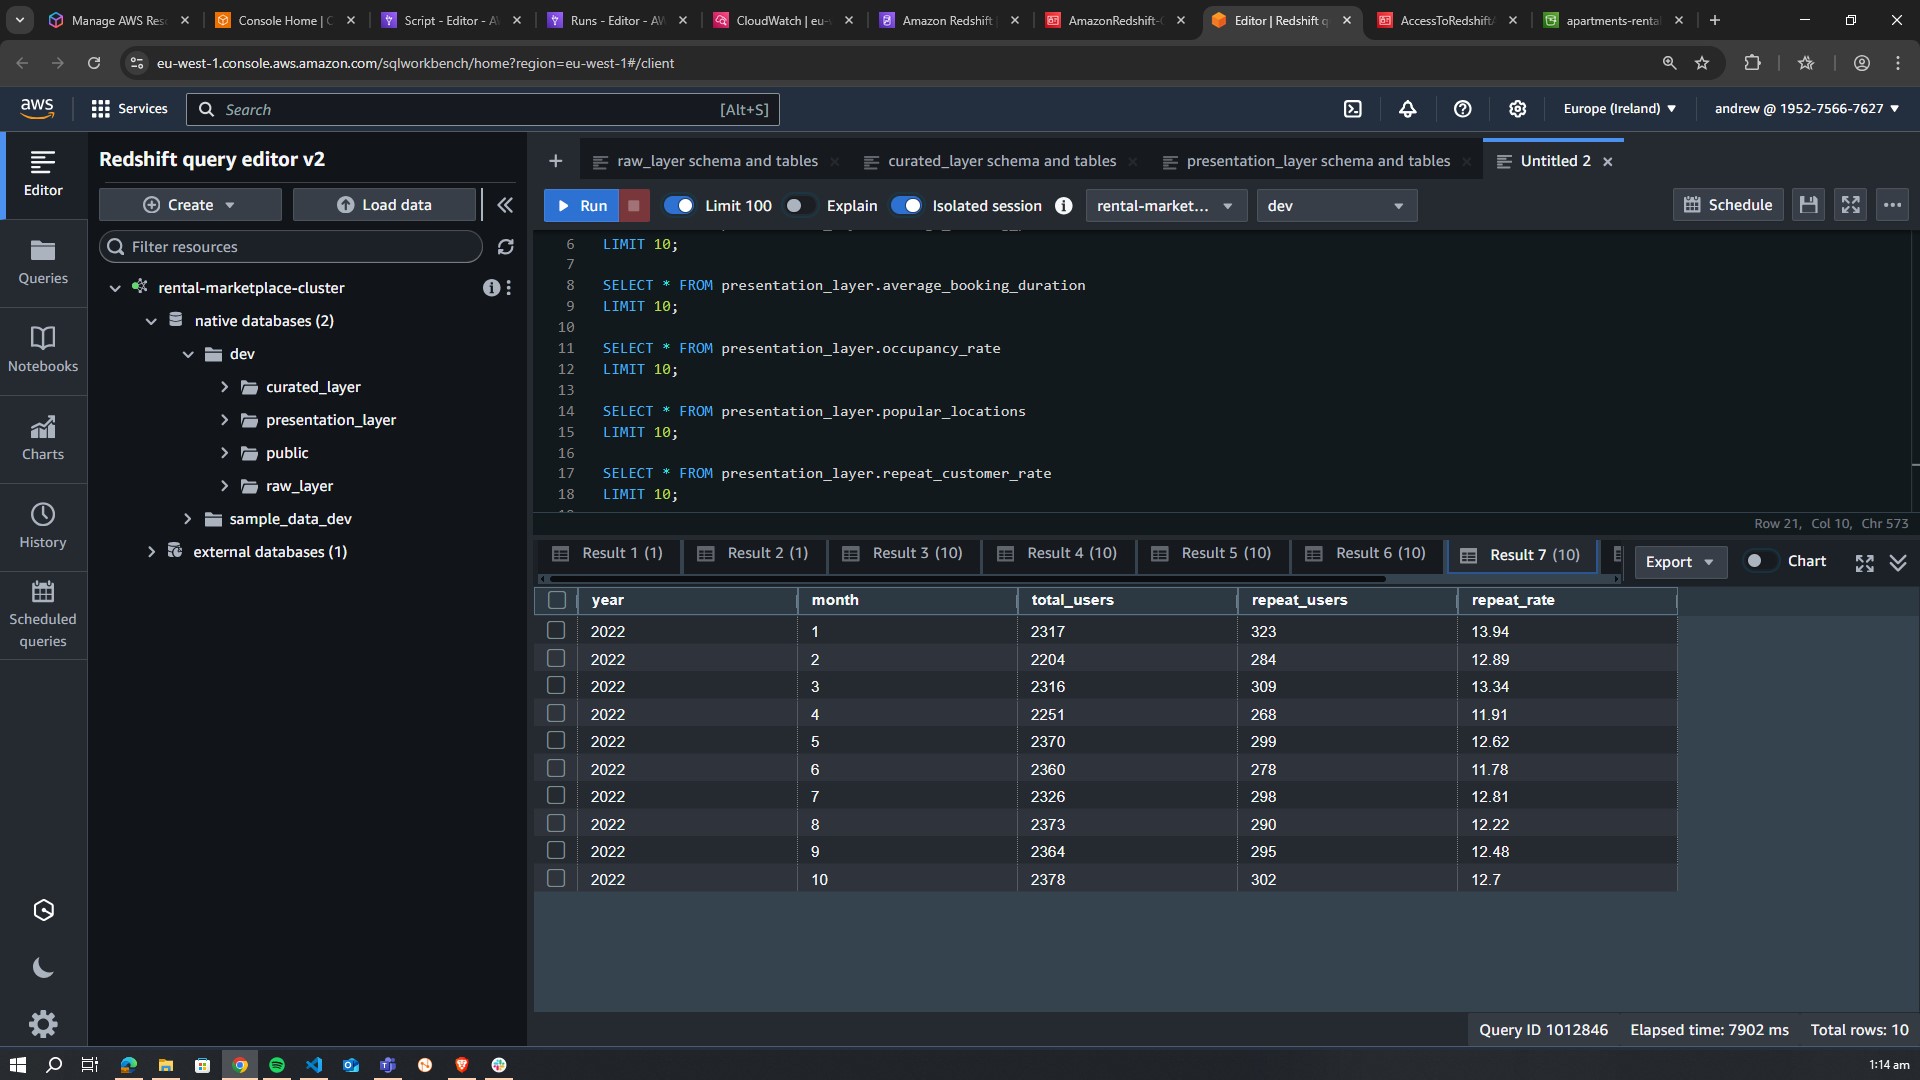 Manage AWS Res
Console Home | C
Script - Editor - A
Runs - Editor - AW
CloudWatch | eu-
Amazon Redshift
AmazonRedshift-
Editor | Redshift q
AccessToRedshift
apartments-renta
eu-west-1.console.aws.amazon.com/sqlworkbench/home?region=eu-west-1#/client
aws
Services
Search
[Alt+S]
Europe (Ireland)
andrew @ 1952-7566-7627
Editor
Queries
Notebooks
Charts
History
Scheduled
queries
Redshift query editor v2
Create
Load data
Filter resources
rental-marketplace-cluster
native databases (2)
dev
curated_layer
presentation_layer
public
raw_layer
sample_data_dev
external databases (1)
raw_layer schema and tables
curated_layer schema and tables
presentation_layer schema and tables
Untitled 2
Run
Limit 100
Explain
Isolated session
rental-market...
dev
Schedule
6 LIMIT 10;
7
8 SELECT * FROM presentation_layer.average_booking_duration
9 LIMIT 10;
10
11 SELECT * FROM presentation_layer.occupancy_rate
12 LIMIT 10;
13
14 SELECT * FROM presentation_layer.popular_locations
15 LIMIT 10;
16
17 SELECT * FROM presentation_layer.repeat_customer_rate
18 LIMIT 10;
Row 21, Col 10, Chr 573
Result 1 (1)
Result 2 (1)
Result 3 (10)
Result 4 (10)
Result 5 (10)
Result 6 (10)
Result 7 (10)
Export
Chart
year month total_users repeat_users repeat_rate
2022 1 2317 323 13.94
2022 2 2204 284 12.89
2022 3 2316 309 13.34
2022 4 2251 268 11.91
2022 5 2370 299 12.62
2022 6 2360 278 11.78
2022 7 2326 298 12.81
2022 8 2373 290 12.22
2022 9 2364 295 12.48
2022 10 2378 302 12.7
Query ID 1012846 Elapsed time: 7902 ms Total rows: 10
1:14 am